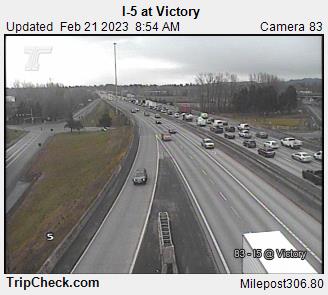 I-5 at Victory
Updated Feb 21 2023 8:54 AM Camera 83
S
83 - I5 @ Victory
TripCheck.com Milepost306.80